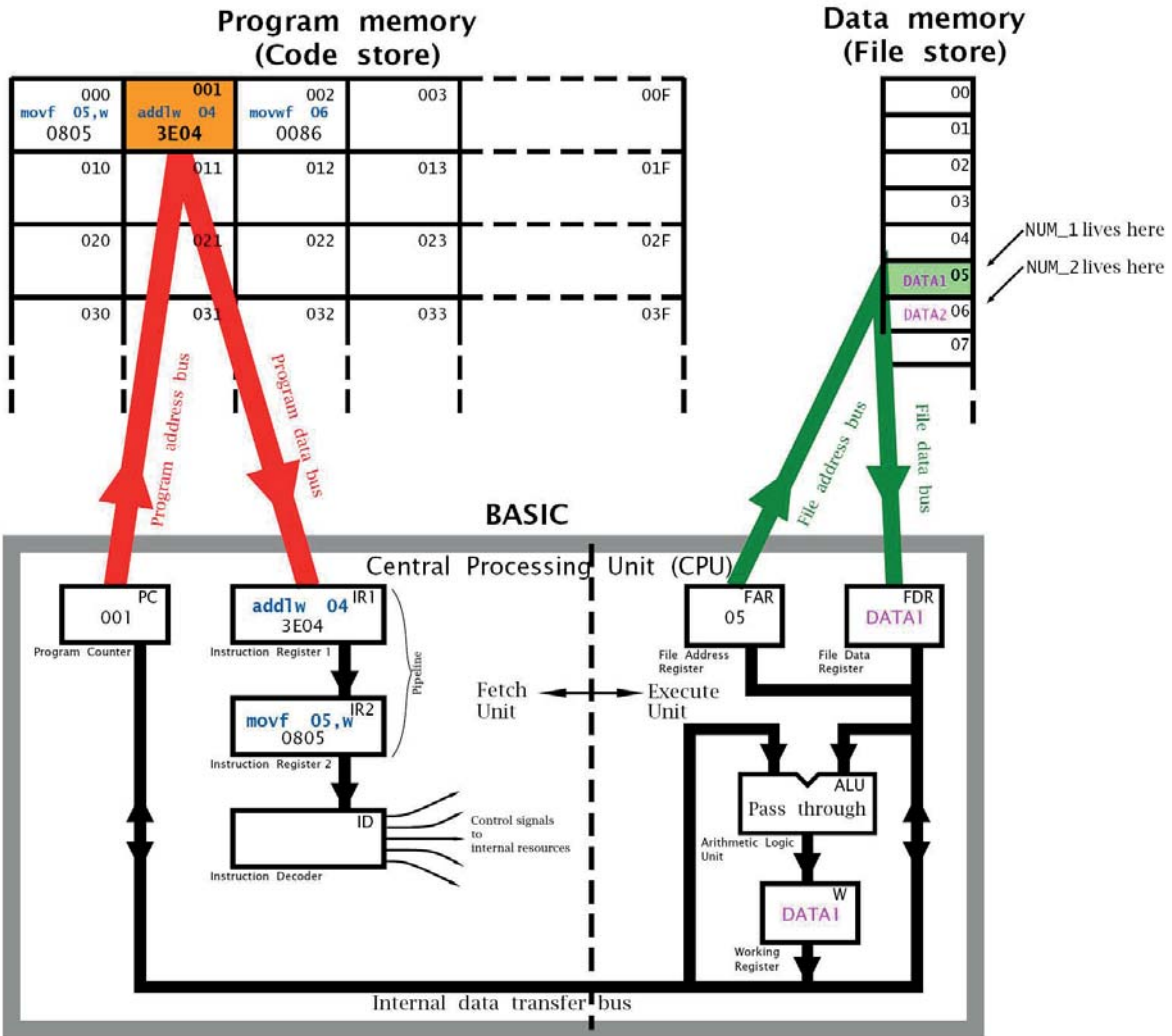 Program memory
(Code store)
Data memory
(File store)
000
001
002
003
00F
movf 05,w
addlw 04
movwf 06
0805
3E04
0086
010
011
012
013
01F
020
021
022
023
02F
030
031
032
033
03F
00
01
02
03
04
DATA1 05
DATA2 06
07
NUM_1 lives here
NUM_2 lives here
Program address bus
Program data bus
File address bus
File data bus
BASIC
Central Processing Unit (CPU)
PC
001
Program Counter
IR1
addlw 04
3E04
Instruction Register 1
Pipeline
IR2
movf 05,w
0805
Instruction Register 2
ID
Instruction Decoder
Control signals
to
internal resources
Fetch
Unit
Execute
Unit
FAR
05
File Address
Register
FDR
DATA1
File Data
Register
ALU
Pass through
Arithmetic Logic
Unit
W
DATA1
Working
Register
Internal data transfer bus